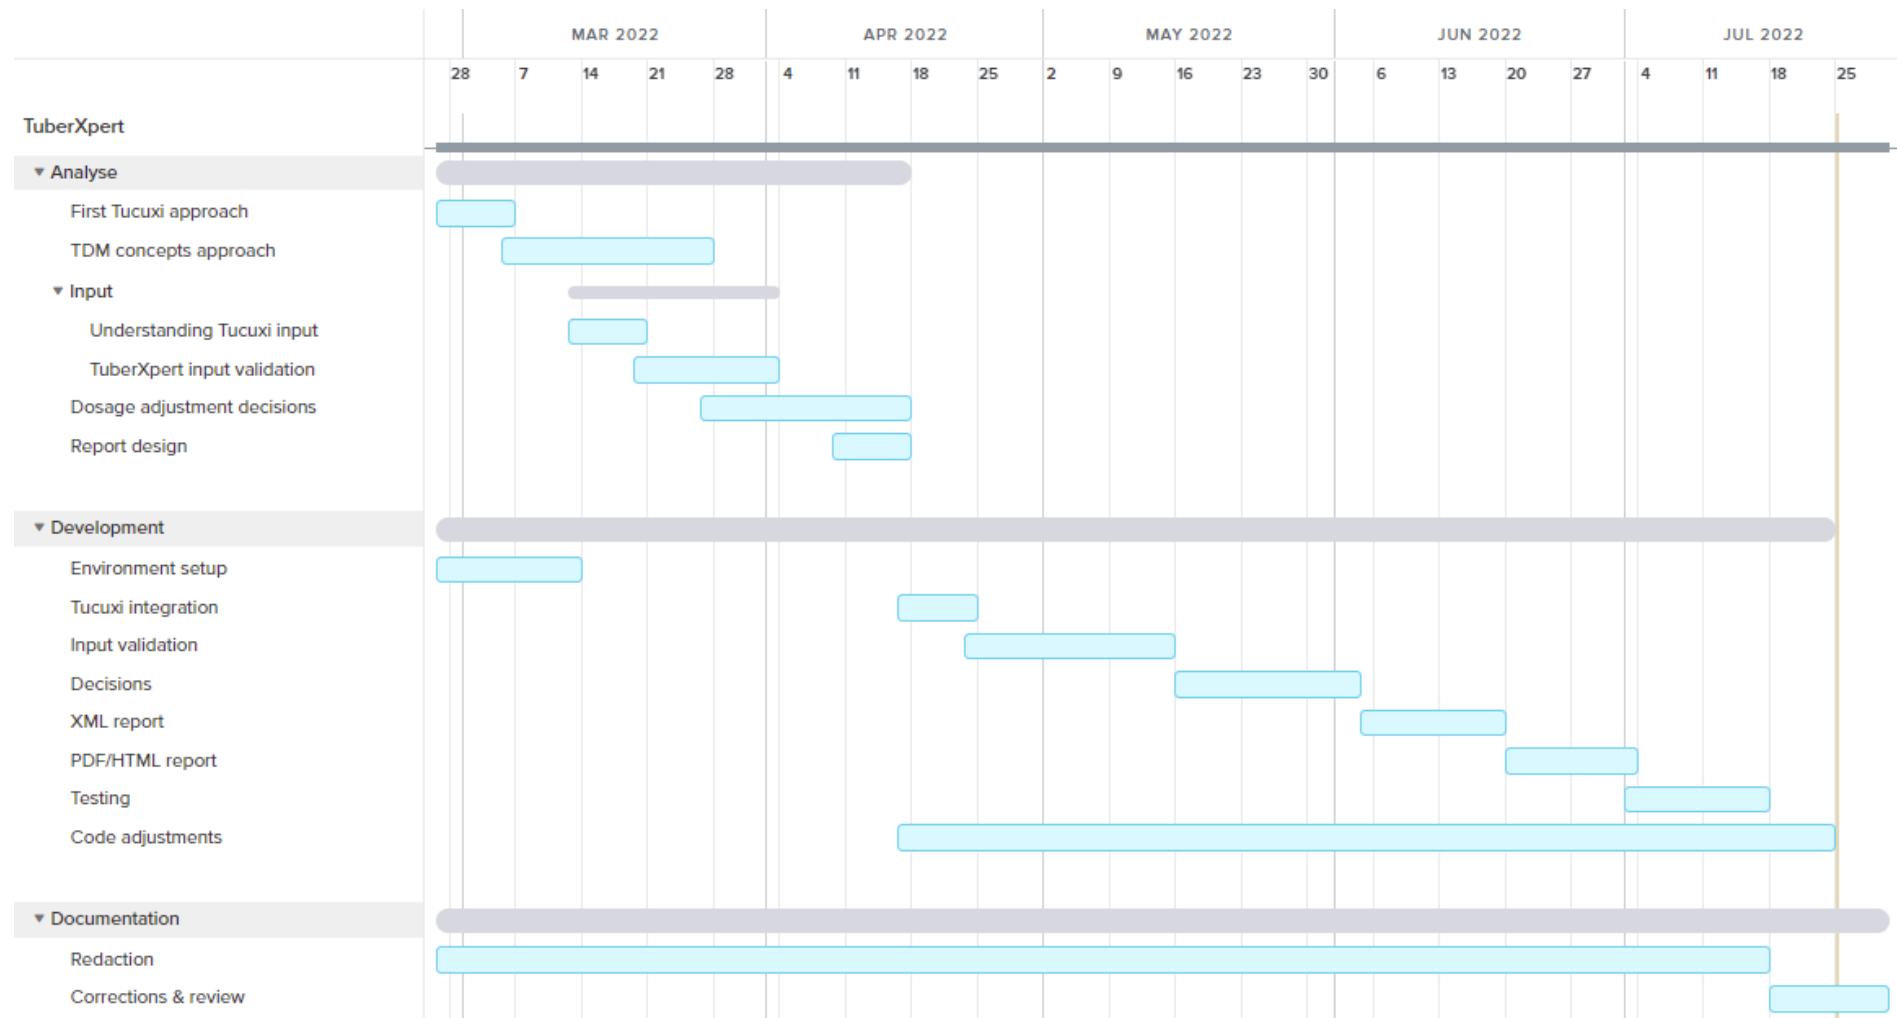 MAR 2022 APR 2022 MAY 2022 JUN 2022 JUL 2022
28 7 14 21 28 4 11 18 25 2 9 16 23 30 6 13 20 27 4 11 18 25
TuberXpert
Analyse
First Tucuxi approach
TDM concepts approach
Input
Understanding Tucuxi input
TuberXpert input validation
Dosage adjustment decisions
Report design
Development
Environment setup
Tucuxi integration
Input validation
Decisions
XML report
PDF/HTML report
Testing
Code adjustments
Documentation
Redaction
Corrections & review